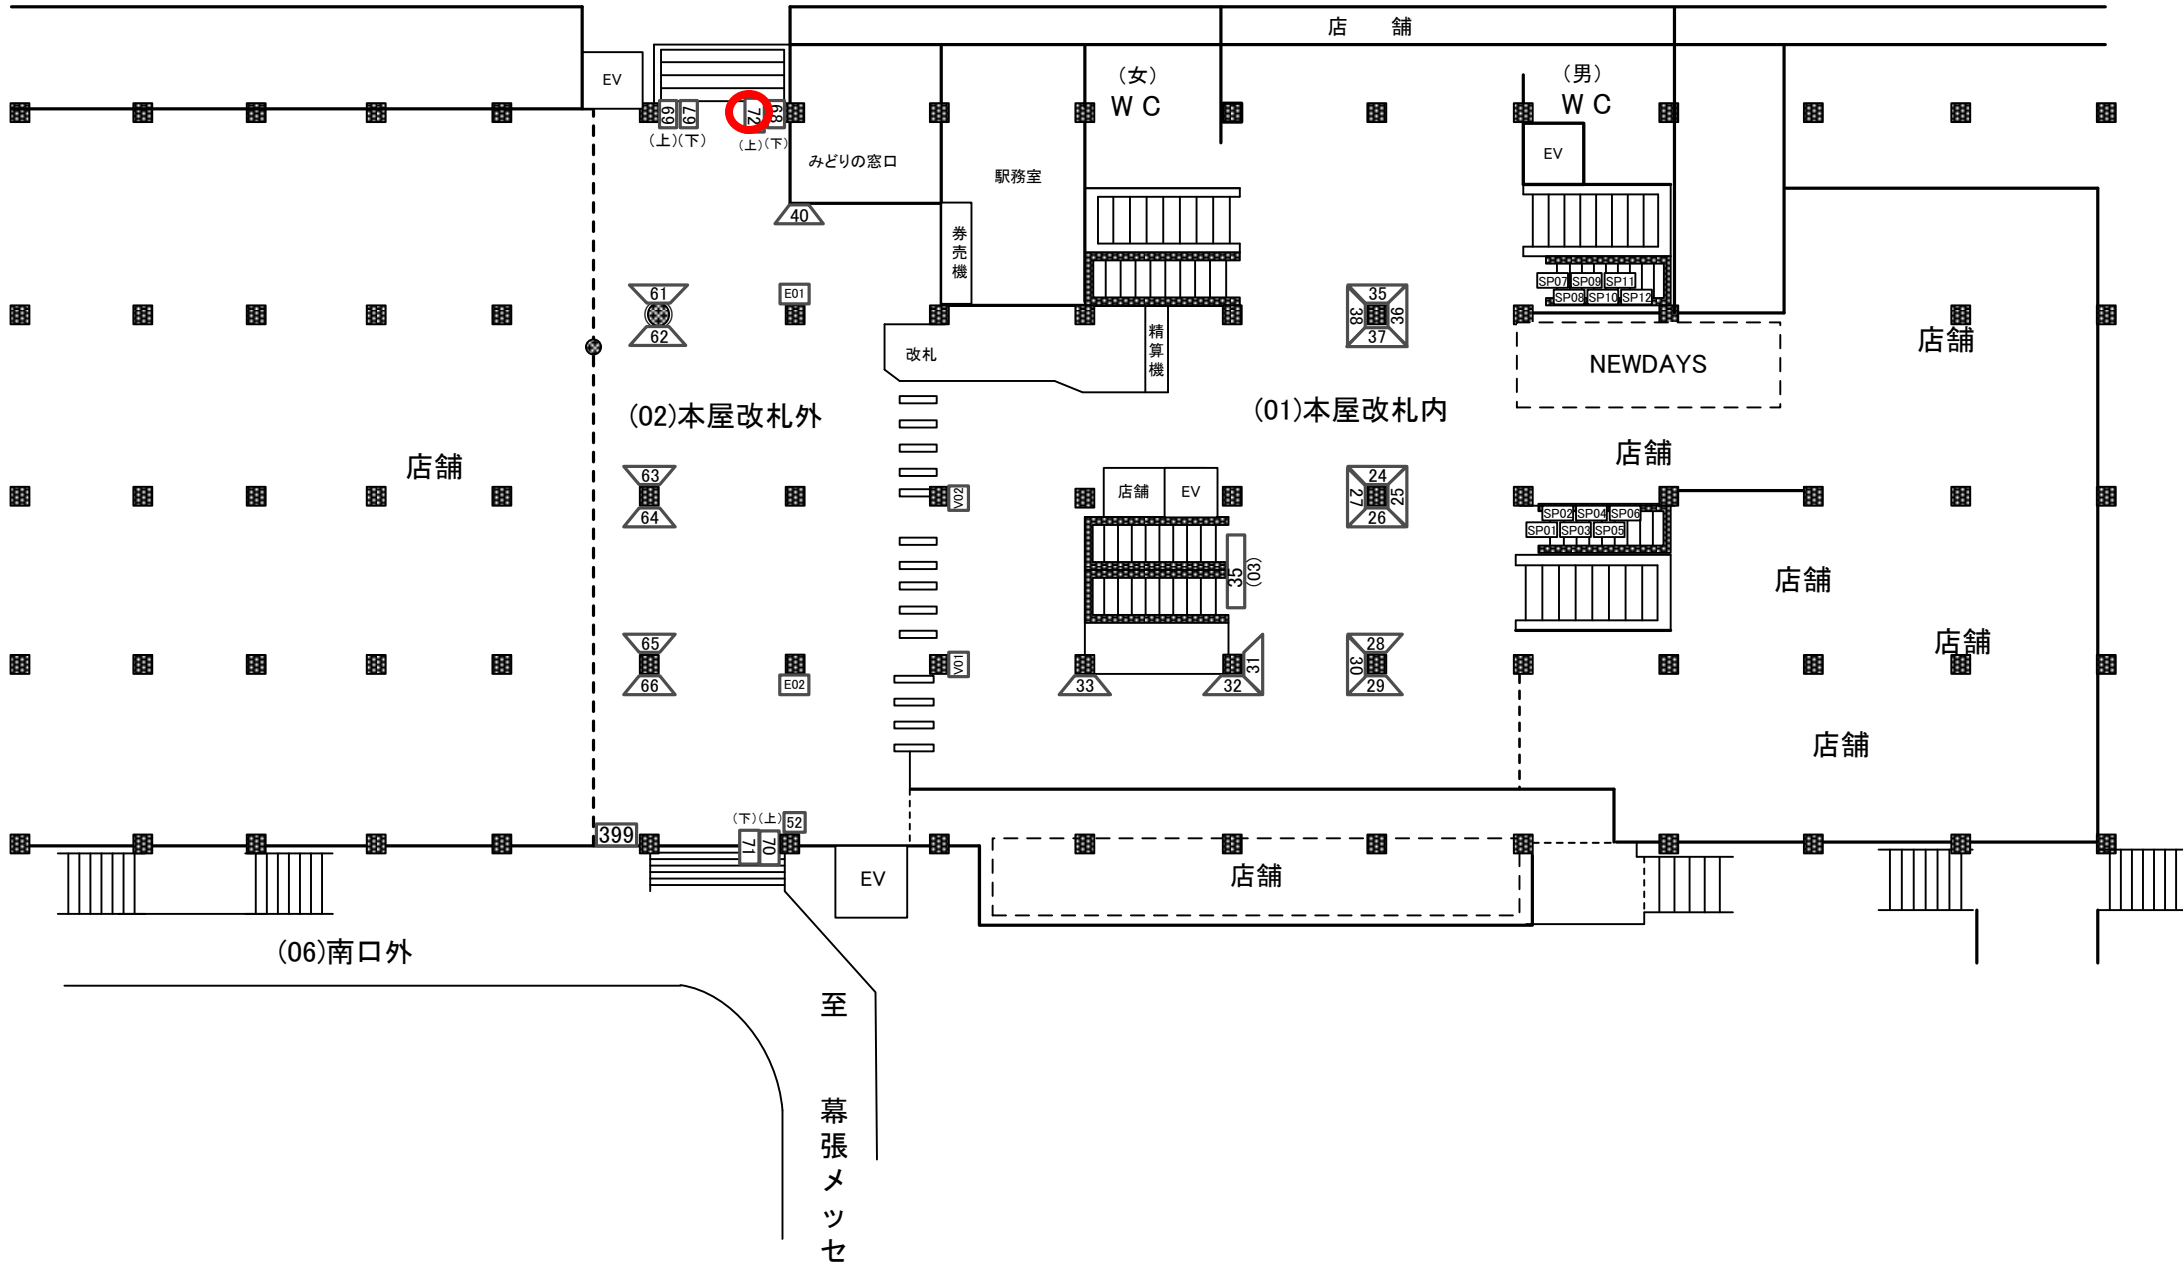 店　舗
EV
(女)
WC
(男)
WC
69
79
72
68
(上)(下)
(上)(下)
みどりの窓口
駅務室
EV
40
券売機
SP07 SP09 SP11
SP08 SP10 SP12
61
62
E01
35
36
37
38
精算機
改札
店舗
NEWDAYS
(02)本屋改札外
(01)本屋改札内
店舗
店舗
63
64
V02
店舗
EV
24
25
26
27
SP02 SP04 SP06
SP01 SP03 SP05
35
(03)
店舗
店舗
65
66
E02
V01
33
32
31
28
29
30
店舗
399
(下)(上)
52
71
70
EV
店舗
(06)南口外
至　幕張メッセ